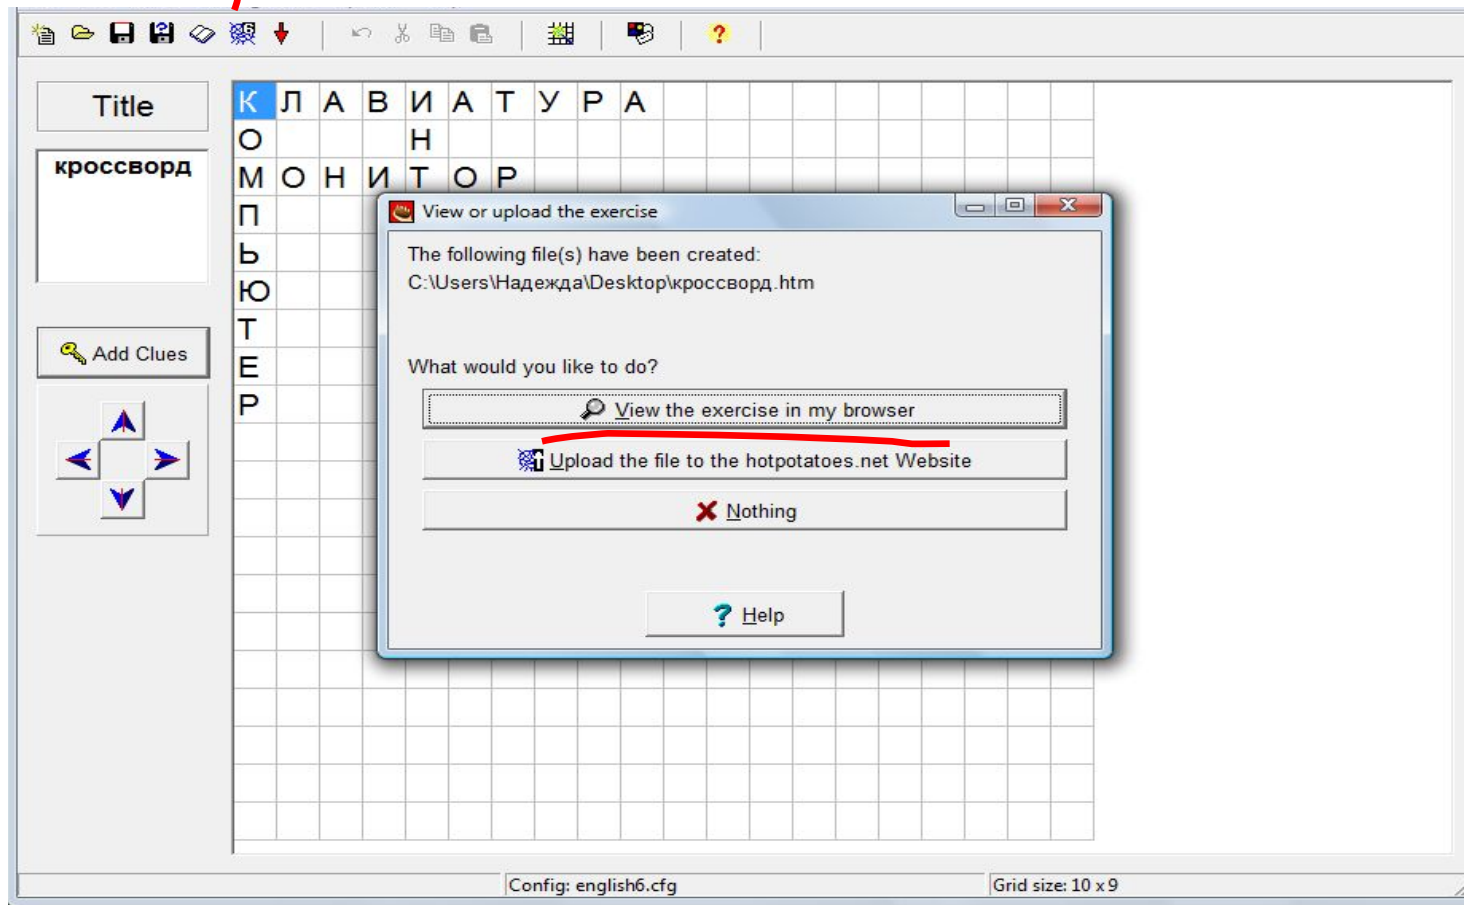 Title
кроссворд
Add Clues
К Л А В И А Т У Р А
О Н
М О Н И Т О Р
П
Ь
Ю
Т
Е
Р
View or upload the exercise
The following file(s) have been created:
C:\Users\Надежда\Desktop\кроссворд.htm
What would you like to do?
View the exercise in my browser
Upload the file to the hotpotatoes.net Website
Nothing
? Help
Config: english6.cfg
Grid size: 10 x 9